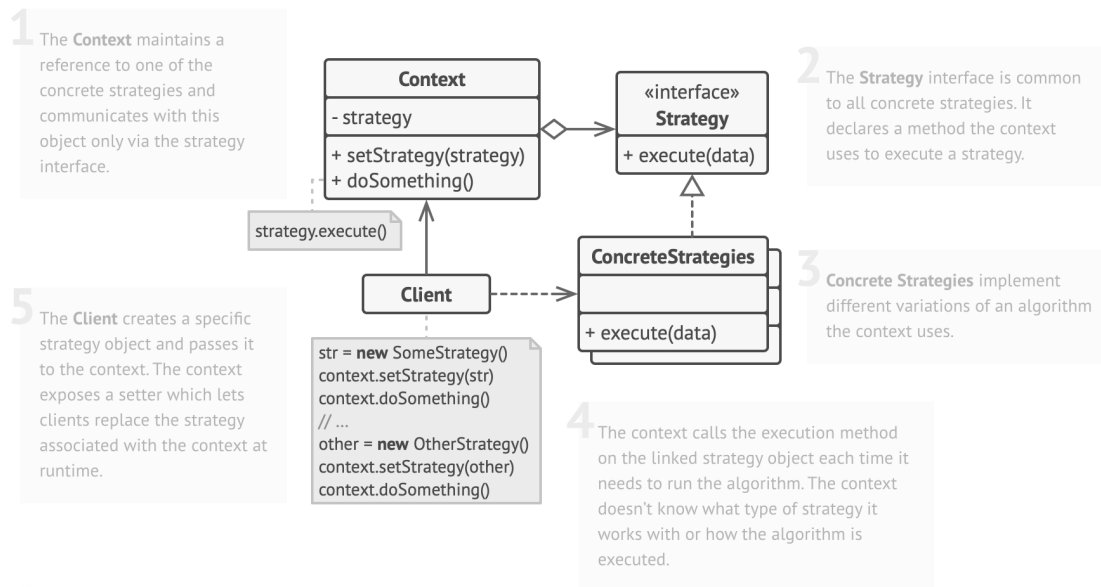 1
The Context maintains a
reference to one of the
concrete strategies and
communicates with this
object only via the strategy
interface.
Context
- strategy
+ setStrategy(strategy)
+ doSomething()
strategy.execute()
«interface»
Strategy
+ execute(data)
2
The Strategy interface is common
to all concrete strategies. It
declares a method the context
uses to execute a strategy.
ConcreteStrategies
+ execute(data)
3
Concrete Strategies implement
different variations of an algorithm
the context uses.
Client
str = new SomeStrategy()
context.setStrategy(str)
context.doSomething()
// ...
other = new OtherStrategy()
context.setStrategy(other)
context.doSomething()
4
The context calls the execution method
on the linked strategy object each time it
needs to run the algorithm. The context
doesn't know what type of strategy it
works with or how the algorithm is
executed.
5
The Client creates a specific
strategy object and passes it
to the context. The context
exposes a setter which lets
clients replace the strategy
associated with the context at
runtime.